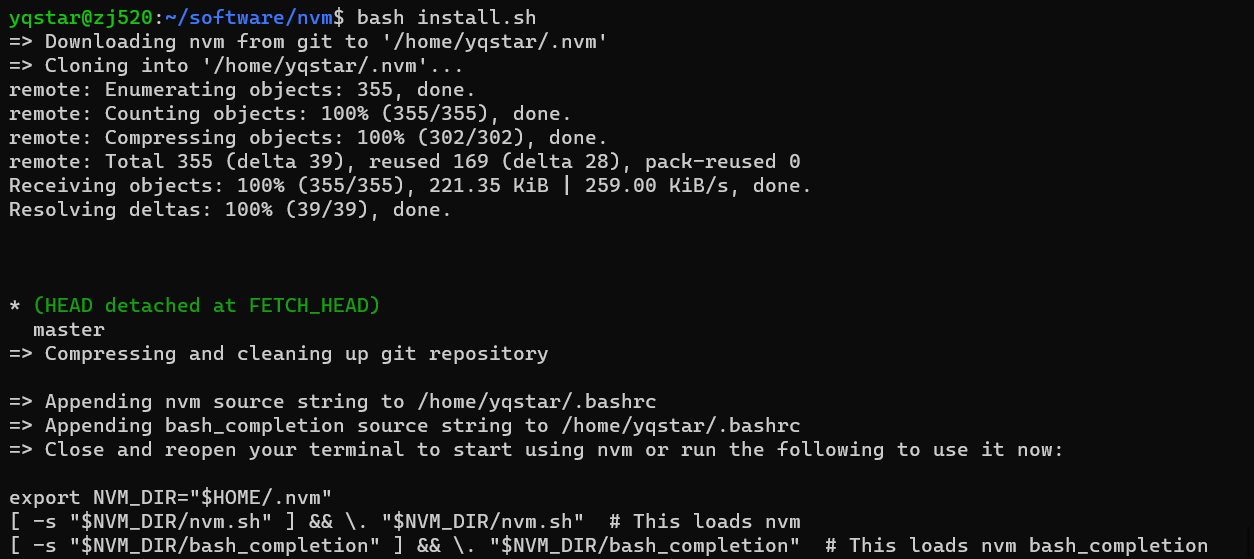 yqstar@zj520:~/software/nvm$ bash install.sh
=> Downloading nvm from git to '/home/yqstar/.nvm'
=> Cloning into '/home/yqstar/.nvm'...
remote: Enumerating objects: 355, done.
remote: Counting objects: 100% (355/355), done.
remote: Compressing objects: 100% (302/302), done.
remote: Total 355 (delta 39), reused 169 (delta 28), pack-reused 0
Receiving objects: 100% (355/355), 221.35 KiB | 259.00 KiB/s, done.
Resolving deltas: 100% (39/39), done.
* (HEAD detached at FETCH_HEAD)
  master
=> Compressing and cleaning up git repository
=> Appending nvm source string to /home/yqstar/.bashrc
=> Appending bash_completion source string to /home/yqstar/.bashrc
=> Close and reopen your terminal to start using nvm or run the following to use it now:
export NVM_DIR="$HOME/.nvm"
[ -s "$NVM_DIR/nvm.sh" ] && \. "$NVM_DIR/nvm.sh"  # This loads nvm
[ -s "$NVM_DIR/bash_completion" ] && \. "$NVM_DIR/bash_completion"  # This loads nvm bash_completion